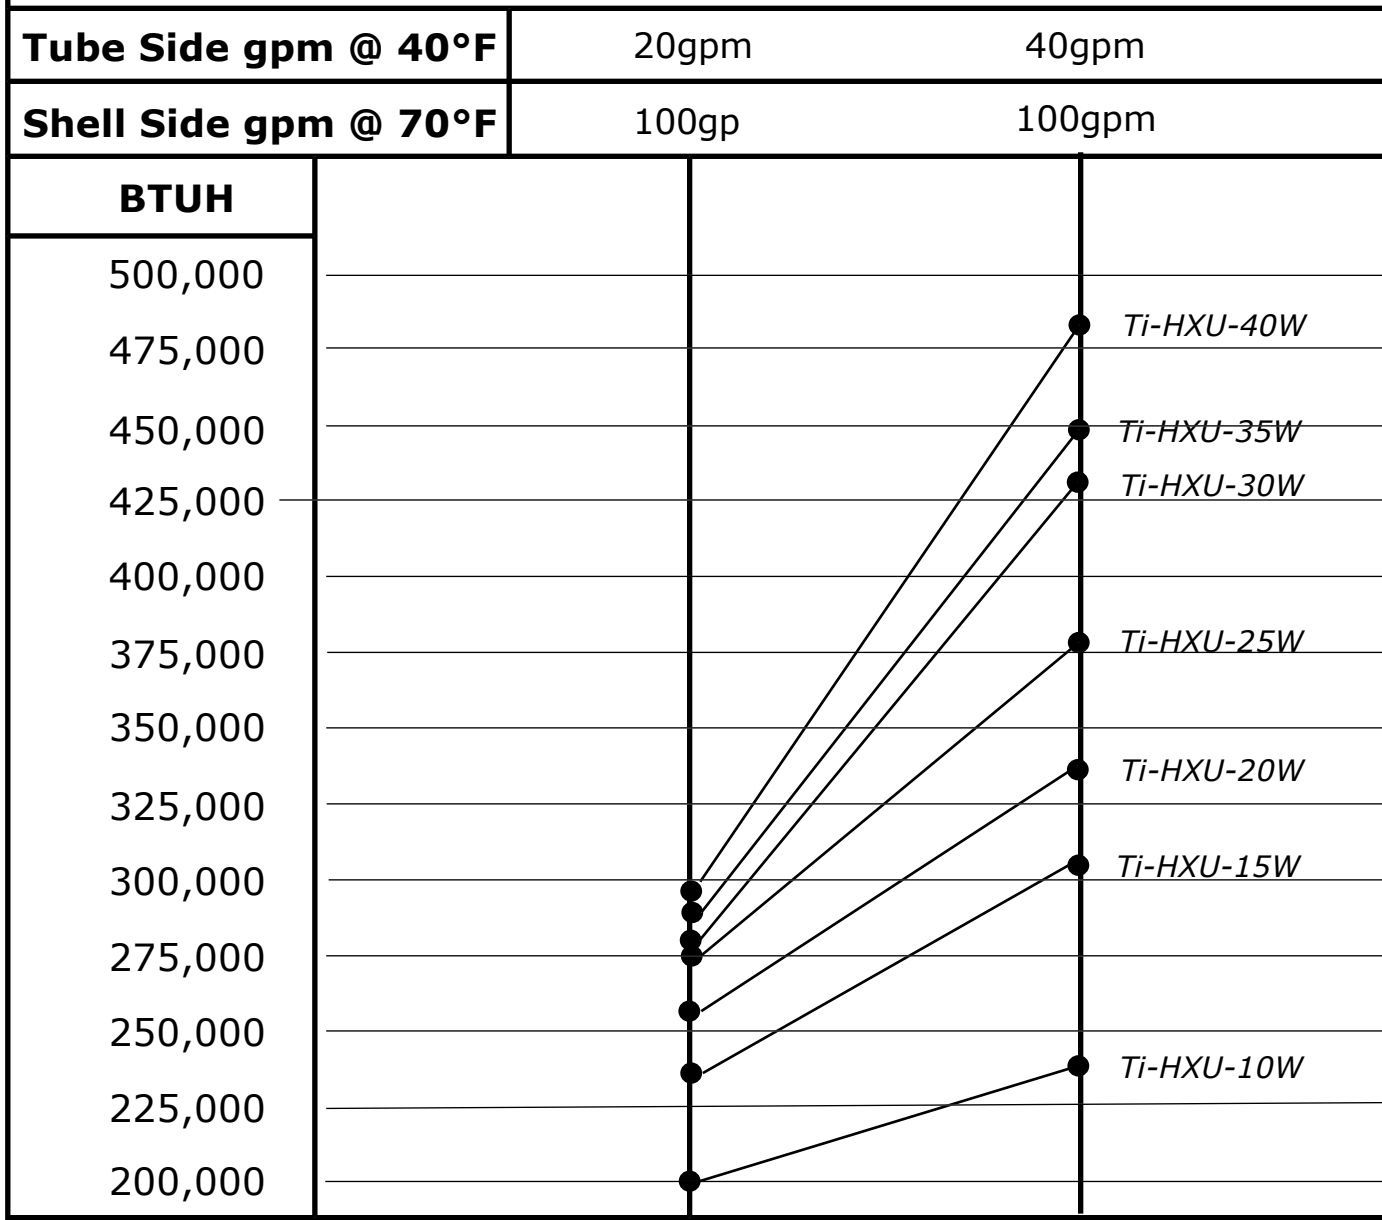 Tube Side gpm @ 40°F 20gpm 40gpm
Shell Side gpm @ 70°F 100gp 100gpm
BTUH
500,000
Ti-HXU-40W
475,000
450,000 Ti-HXU-35W
Ti-HXU-30W
425,000
400,000
375,000 Ti-HXU-25W
350,000
Ti-HXU-20W
325,000
300,000 Ti-HXU-15W
275,000
250,000
Ti-HXU-10W
225,000
200,000